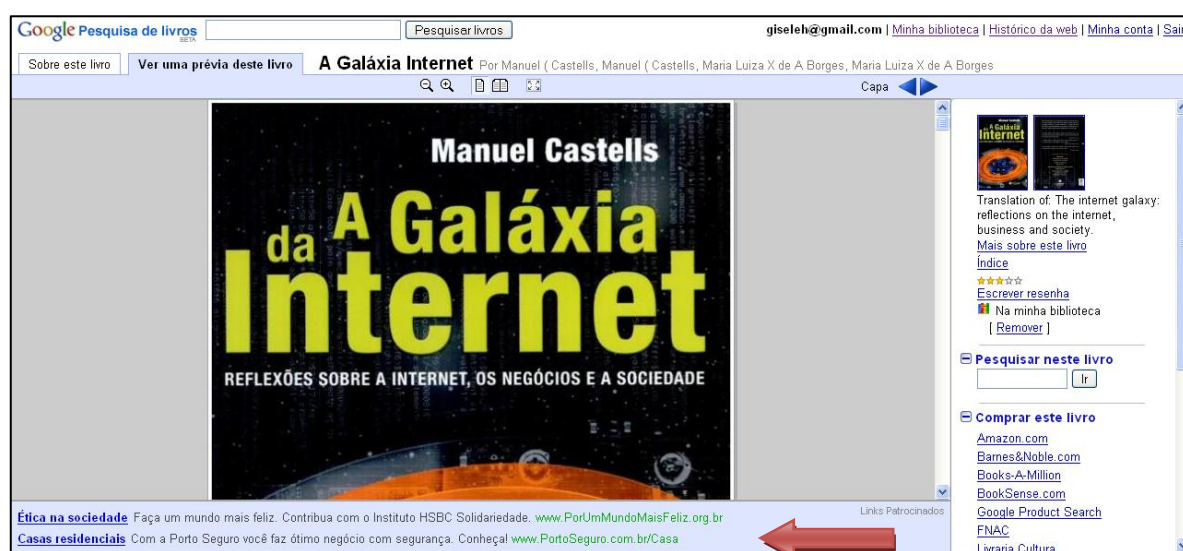 Google Pesquisa de livros BETA Pesquisar livros giseleh@gmail.com | Minha biblioteca | Histórico da web | Minha conta | Sair
Sobre este livro Ver uma prévia deste livro A Galáxia Internet Por Manuel ( Castells, Manuel ( Castells, Maria Luiza X de A Borges, Maria Luiza X de A Borges
Capa
Manuel Castells
A Galáxia
da
Internet
REFLEXÕES SOBRE A INTERNET, OS NEGÓCIOS E A SOCIEDADE
Translation of: The internet galaxy:
reflections on the internet,
business and society.
Mais sobre este livro
Índice
Escrever resenha
Na minha biblioteca
[ Remover ]
Pesquisar neste livro
Ir
Comprar este livro
Amazon.com
Barnes&Noble.com
Books-A-Million
BookSense.com
Google Product Search
FNAC
Livraria Cultura
Ética na sociedade Faça um mundo mais feliz. Contribua com o Instituto HSBC Solidariedade. www.PorUmMundoMaisFeliz.org.br
Links Patrocinados
Casas residenciais Com a Porto Seguro você faz ótimo negócio com segurança. Conheça! www.PortoSeguro.com.br/Casa